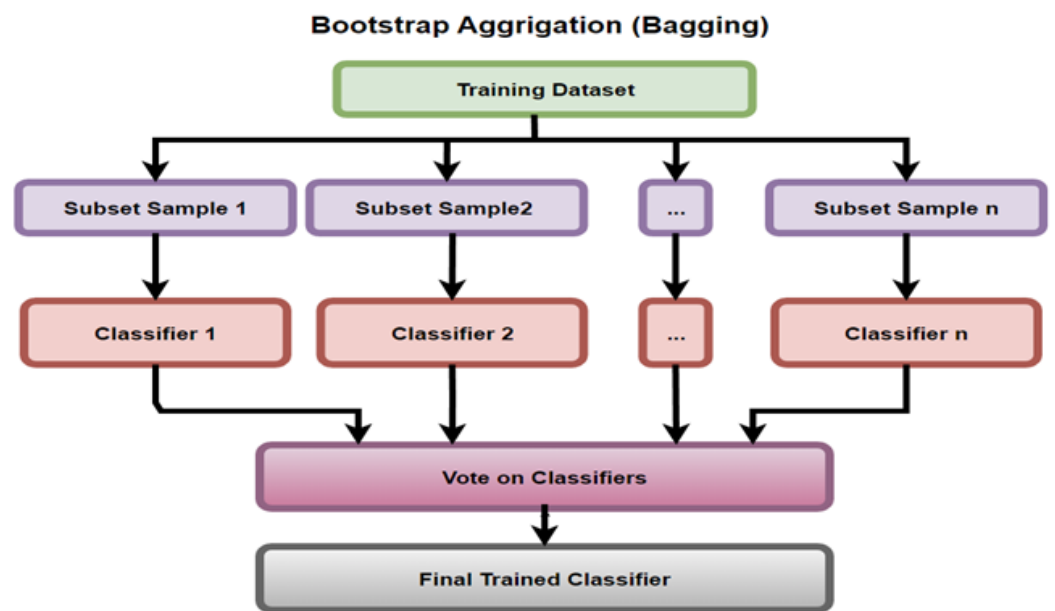 Bootstrap Aggrigation (Bagging)
Training Dataset
Subset Sample 1
Subset Sample2
...
Subset Sample n
Classifier 1
Classifier 2
...
Classifier n
Vote on Classifiers
Final Trained Classifier